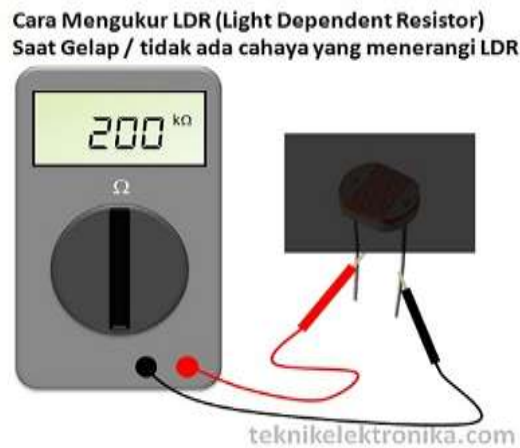 Cara Mengukur LDR (Light Dependent Resistor)
Saat Gelap / tidak ada cahaya yang menerangi LDR
200 kΩ
Ω
teknikelektronika.com